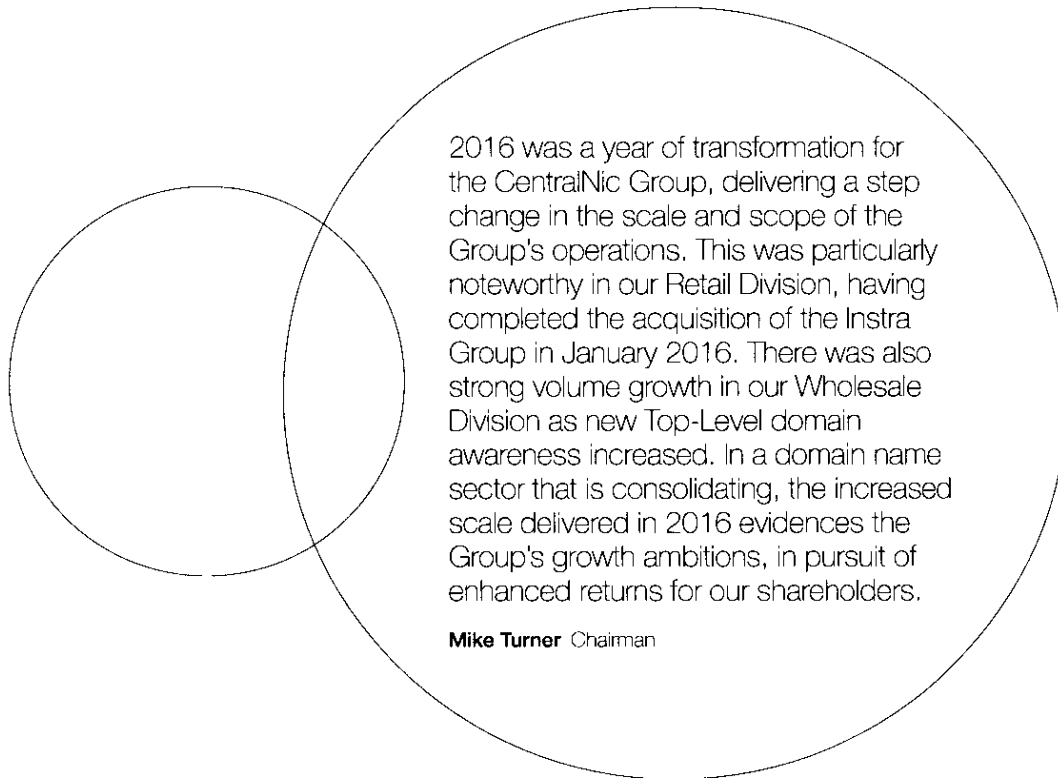 2016 was a year of transformation for
the CentralNic Group, delivering a step
change in the scale and scope of the
Group's operations. This was particularly
noteworthy in our Retail Division, having
completed the acquisition of the Instra
Group in January 2016. There was also
strong volume growth in our Wholesale
Division as new Top-Level domain
awareness increased. In a domain name
sector that is consolidating, the increased
scale delivered in 2016 evidences the
Group's growth ambitions, in pursuit of
enhanced returns for our shareholders.
Mike Turner Chairman